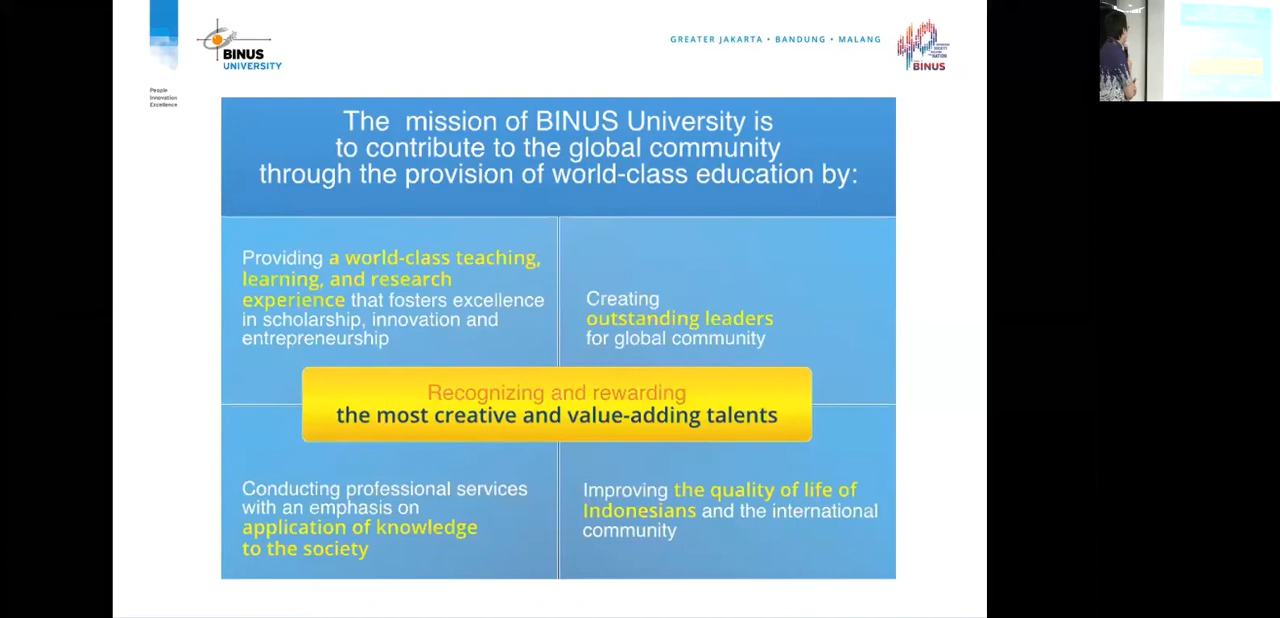 BINUS
UNIVERSITY
GREATER JAKARTA • BANDUNG • MALANG
BINUS
People
Innovation
Excellence
The mission of BINUS University is
to contribute to the global community
through the provision of world-class education by:
Providing a world-class teaching,
learning, and research
experience that fosters excellence
in scholarship, innovation and
entrepreneurship
Creating
outstanding leaders
for global community
Recognizing and rewarding
the most creative and value-adding talents
Conducting professional services
with an emphasis on
application of knowledge
to the society
Improving the quality of life of
Indonesians and the international
community